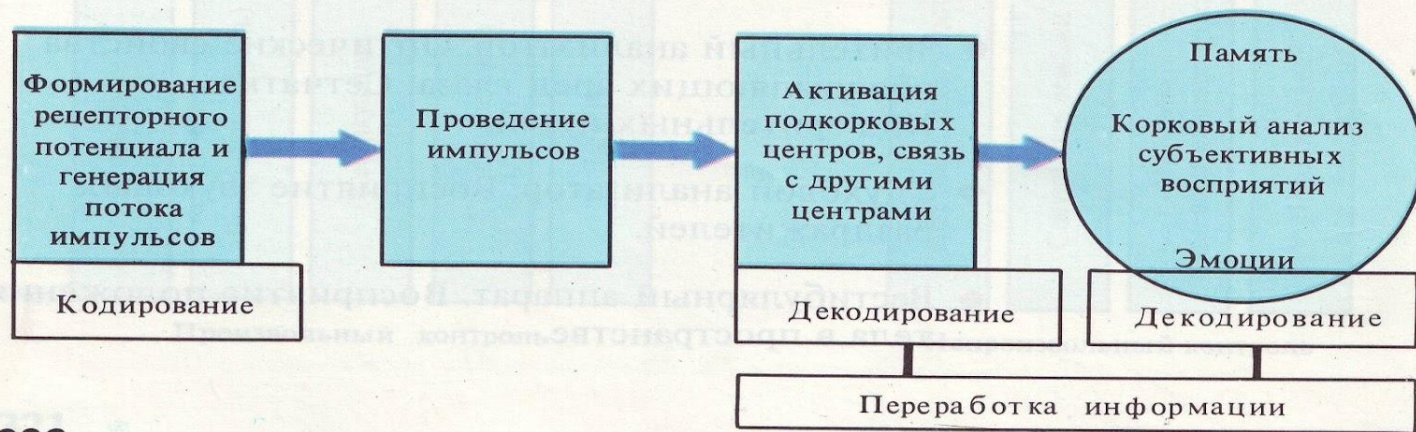 Формирование
рецепторного
потенциала и
генерация
потока
импульсов
Кодирование
Проведение
импульсов
Активация
подкорковых
центров, связь
с другими
центрами
Декодирование
Память
Корковый анализ
субъективных
восприятий
Эмоции
Декодирование
Переработка информации